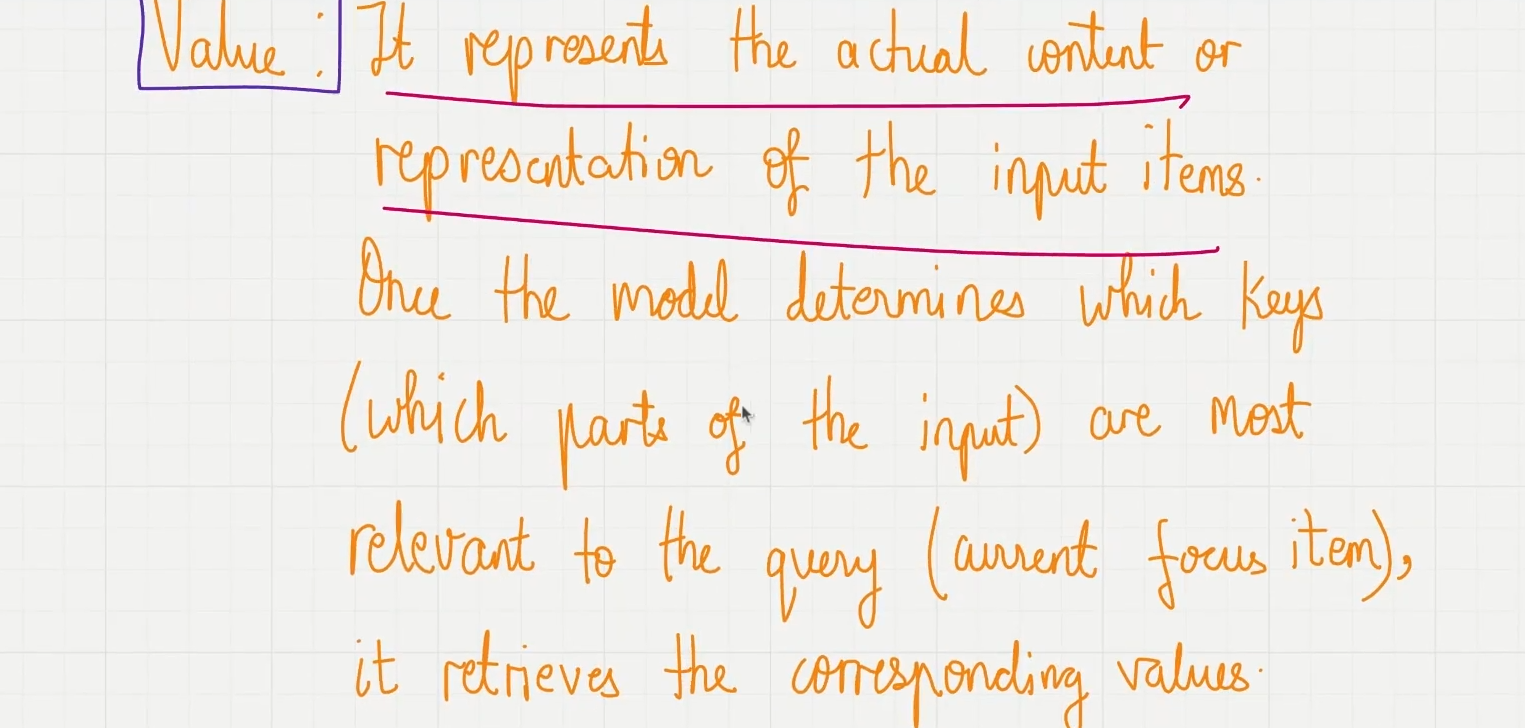 Value : It represents the actual content or
representation of the input items.
Once the model determines which keys
(which parts of the input) are most
relevant to the query (current focus item),
it retrieves the corresponding values.